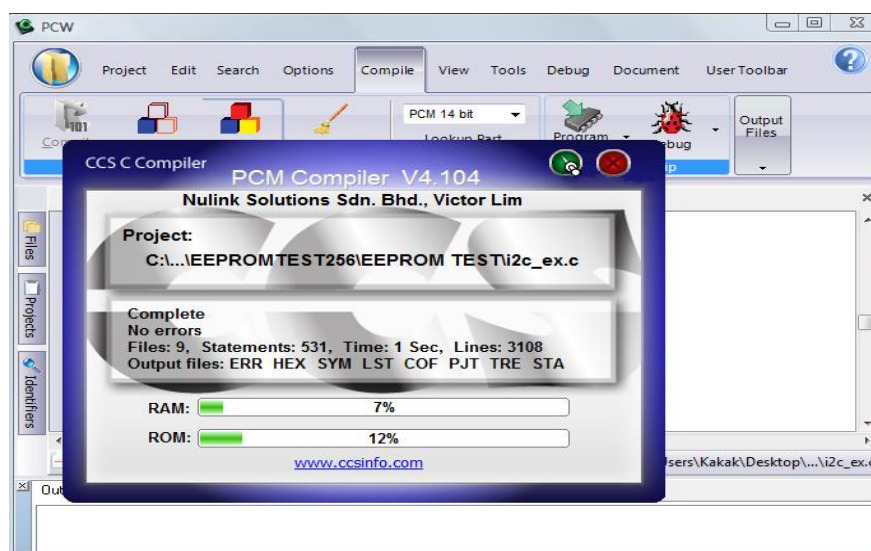 PCW
Project Edit Search Options Compile View Tools Debug Document User Toolbar
PCM 14 bit
Output
Files
CCS C Compiler
PCM Compiler V4.104
Nulink Solutions Sdn. Bhd., Victor Lim
Project:
C:\...\EEPROMTEST256\EEPROM TEST\i2c_ex.c
Complete
No errors
Files: 9, Statements: 531, Time: 1 Sec, Lines: 3108
Output files: ERR HEX SYM LST COF PJT TRE STA
RAM: 7%
ROM: 12%
www.ccsinfo.com
Files
Projects
Identifiers
\Kakak\Desktop\...\i2c_ex.c